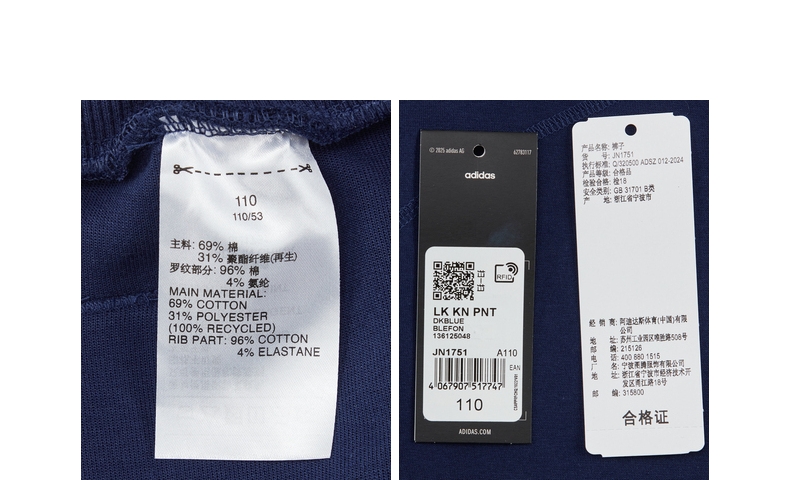 110
110/53
主料: 69% 棉
31% 聚酯纤维(再生)
罗纹部分: 96% 棉
4% 氨纶
MAIN MATERIAL:
69% COTTON
31% POLYESTER
(100% RECYCLED)
RIB PART: 96% COTTON
4% ELASTANE
© 2025 adidas AG
62783117
adidas
RFID
LK KN PNT
DKBLUE
BLEFON
136125048
JN1751 A110
EAN
4 067907 517747
110
ADIDAS.COM
产品名称: 裤子
货 号: JN1751
执行标准: Q/320500 ADSZ 012-2024
产品等级: 合格品
检验合格: 检18
安全类别: GB 31701 B类
产 地: 浙江省宁波市
经 销 商: 阿迪达斯体育(中国)有限
公司
地 址: 苏州工业园区唯胜路508号
邮 编: 215126
电 话: 400 880 1515
厂 名: 宁波
服饰有限公司
地 址: 浙江省宁波市经济技术开
发区甬江路18号
邮 编: 315800
合格证